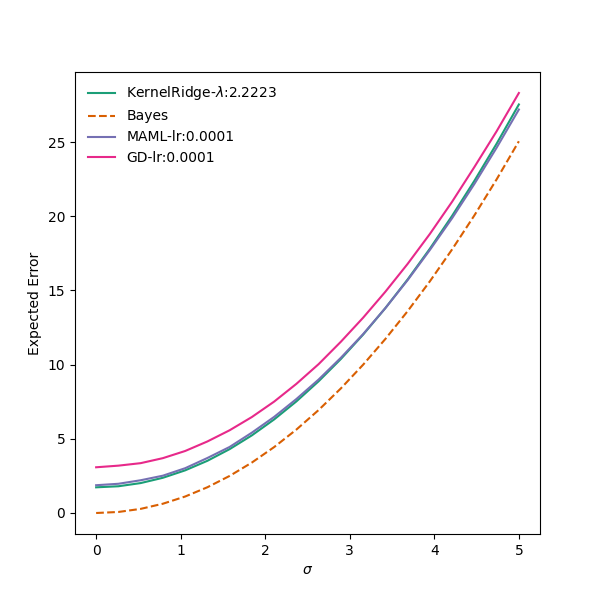 KernelRidge-λ:2.2223
Bayes
MAML-lr:0.0001
GD-lr:0.0001
Expected Error
25
20
15
10
5
0
0 1 2 3 4 5
σ